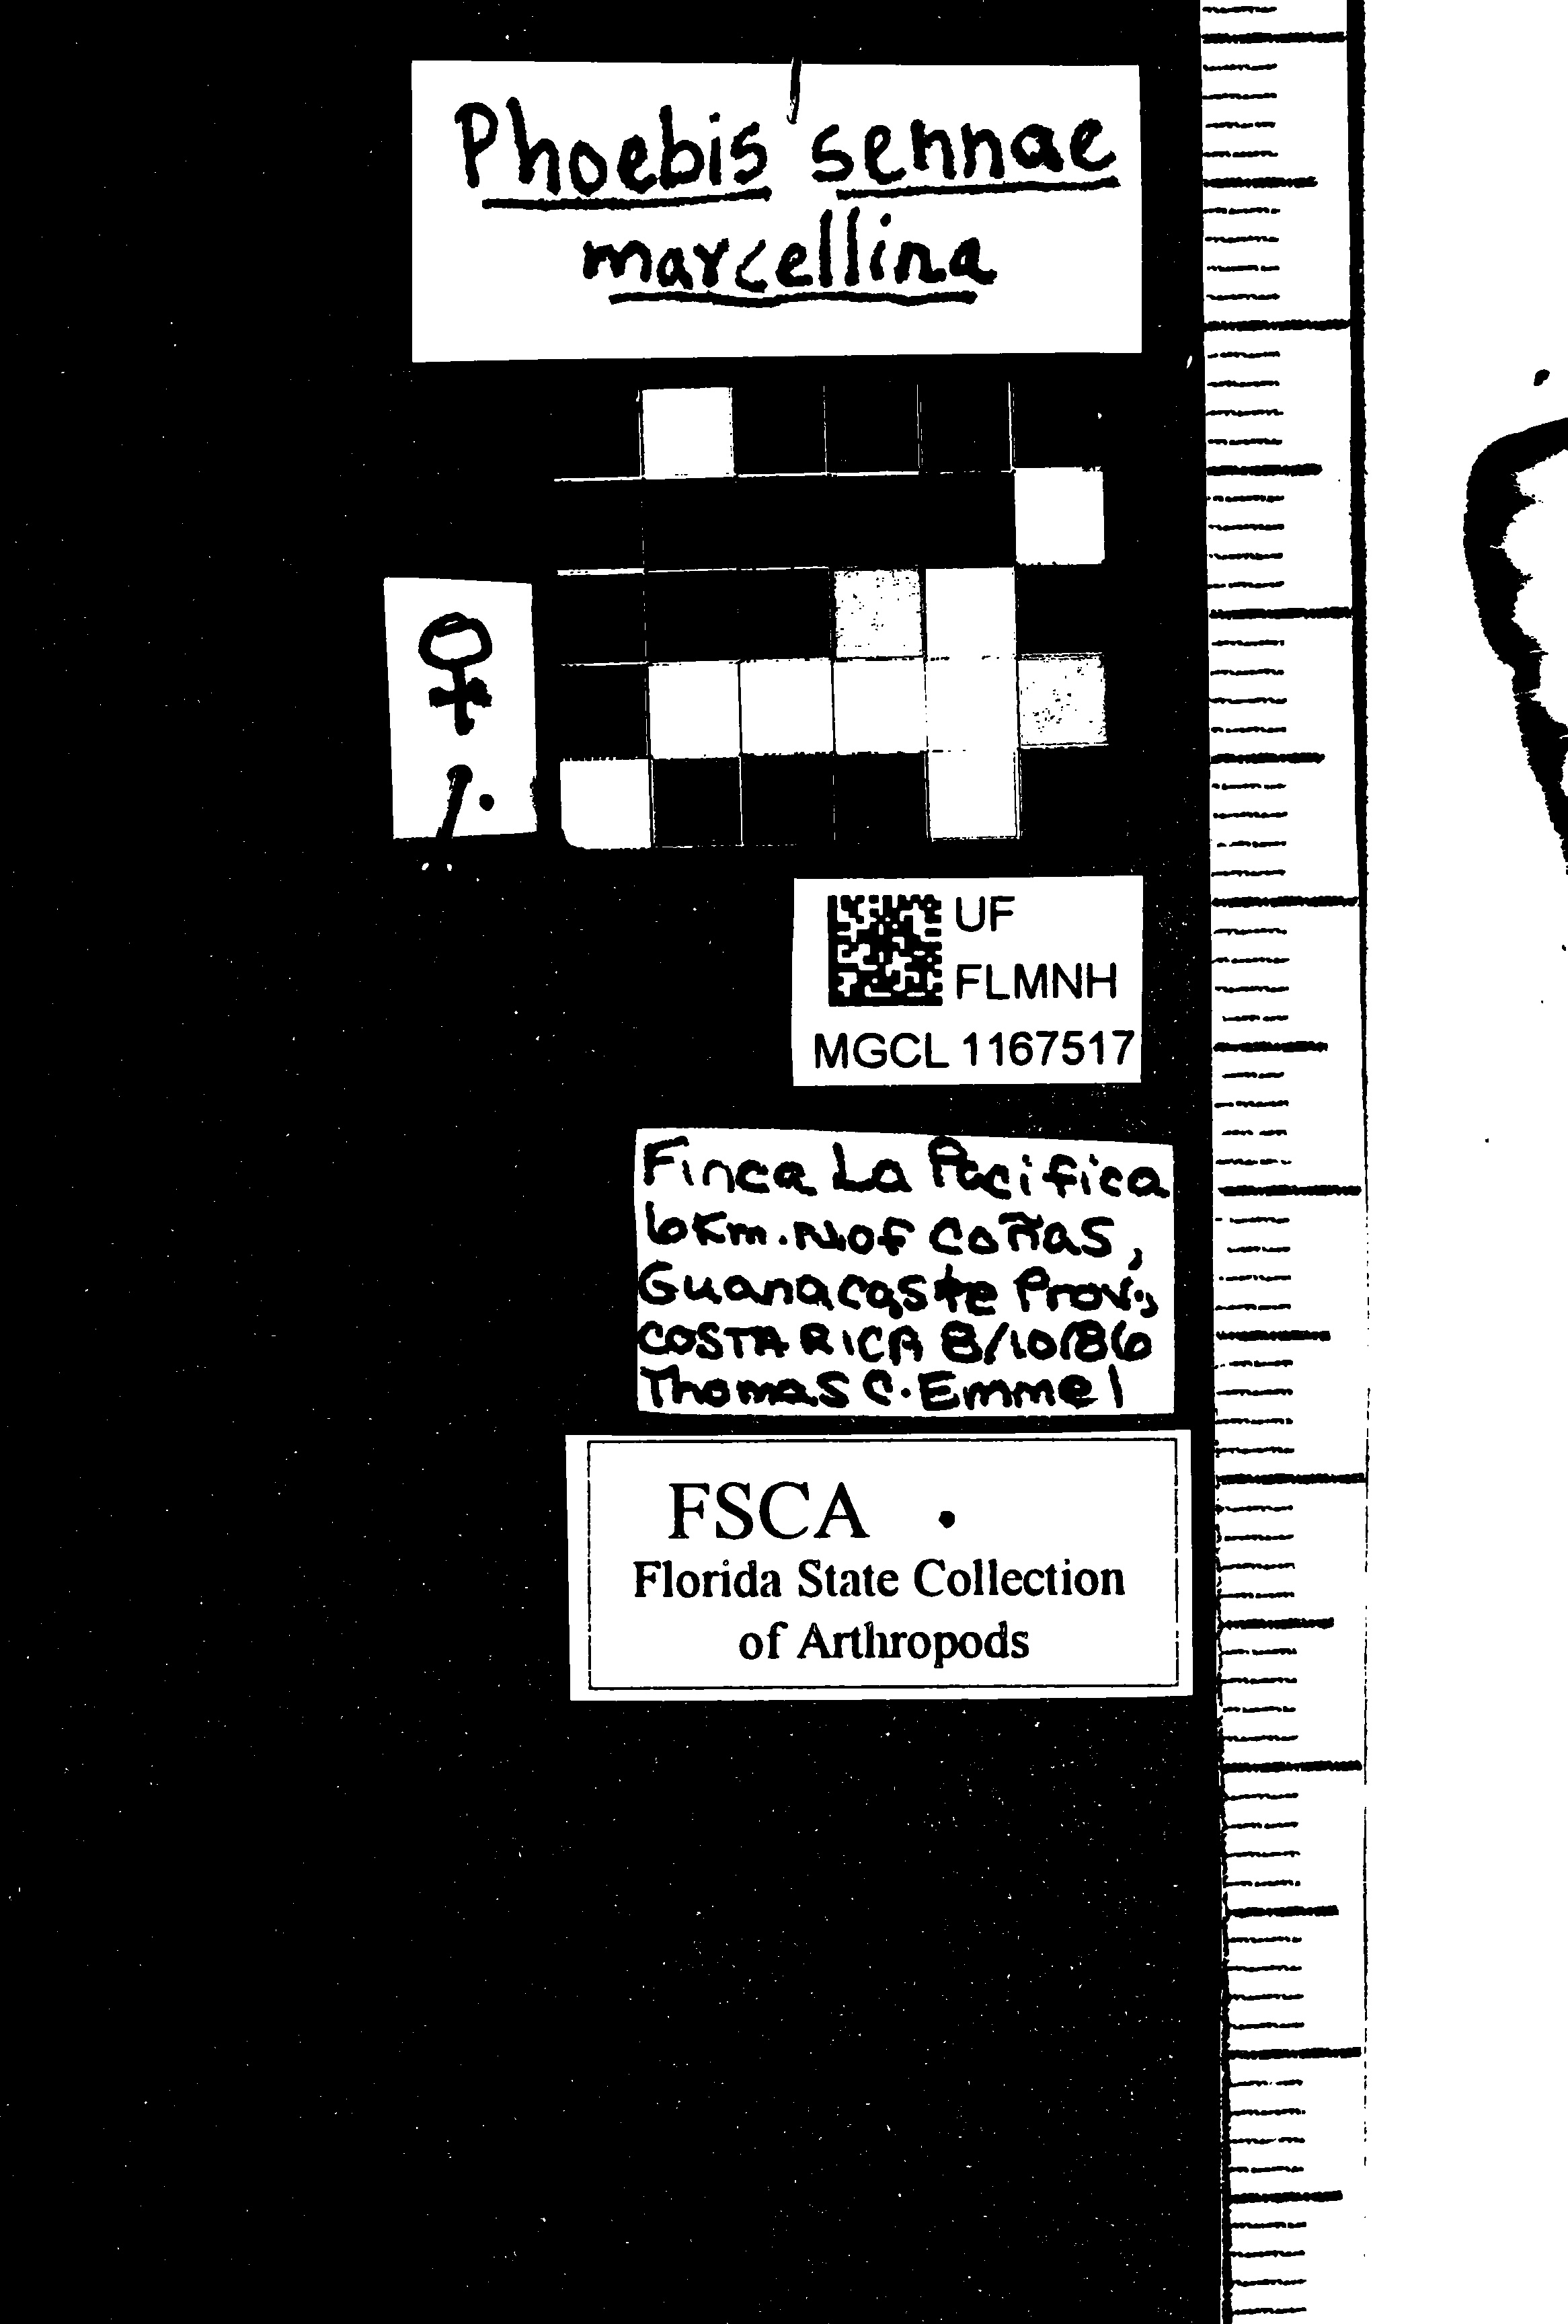 Phoebis sennae
marcellina
♀
UF
FLMNH
MGCL 1167517
Finca La Pacifica
6Km. N of Cañas,
Guanacaste Prov.,
COSTA RICA 8/10/86
Thomas C. Emmel
FSCA
Florida State Collection
of Arthropods